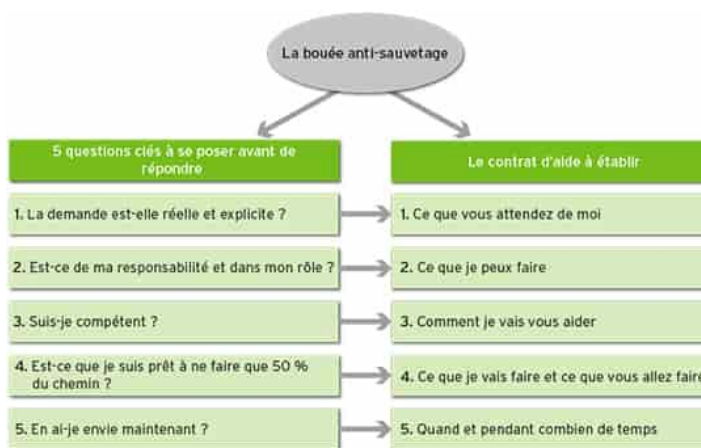 La bouée anti-sauvetage
5 questions clés à se poser avant de
répondre
Le contrat d'aide à établir
1. La demande est-elle réelle et explicite ?
1. Ce que vous attendez de moi
2. Est-ce de ma responsabilité et dans mon rôle ?
2. Ce que je peux faire
3. Suis-je compétent ?
3. Comment je vais vous aider
4. Est-ce que je suis prêt à ne faire que 50 %
du chemin ?
4. Ce que je vais faire et ce que vous allez faire
5. En ai-je envie maintenant ?
5. Quand et pendant combien de temps